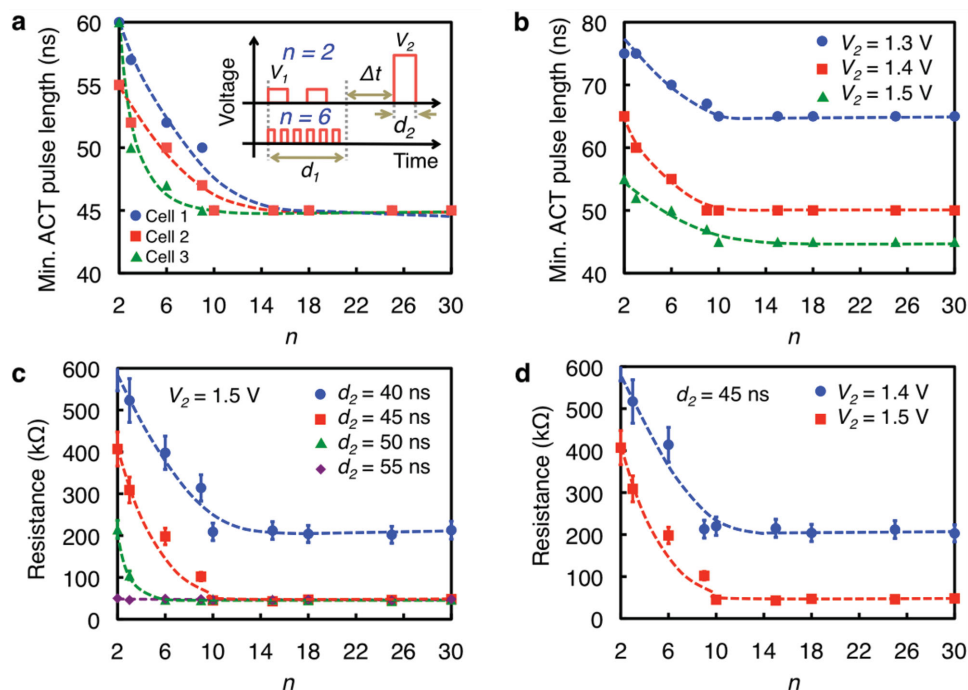 a
Min. ACT pulse length (ns)
60
55
50
45
40
2 6 10 14 18 22 26 30
n
Cell 1
Cell 2
Cell 3
Voltage
n = 2
V1
V2
Δt
n = 6
d2
d1
Time
b
Min. ACT pulse length (ns)
80
70
60
50
40
2 6 10 14 18 22 26 30
n
V2 = 1.3 V
V2 = 1.4 V
V2 = 1.5 V
c
Resistance (kΩ)
600
500
400
300
200
100
0
2 6 10 14 18 22 26 30
n
V2 = 1.5 V
d2 = 40 ns
d2 = 45 ns
d2 = 50 ns
d2 = 55 ns
d
Resistance (kΩ)
600
500
400
300
200
100
0
2 6 10 14 18 22 26 30
n
d2 = 45 ns
V2 = 1.4 V
V2 = 1.5 V